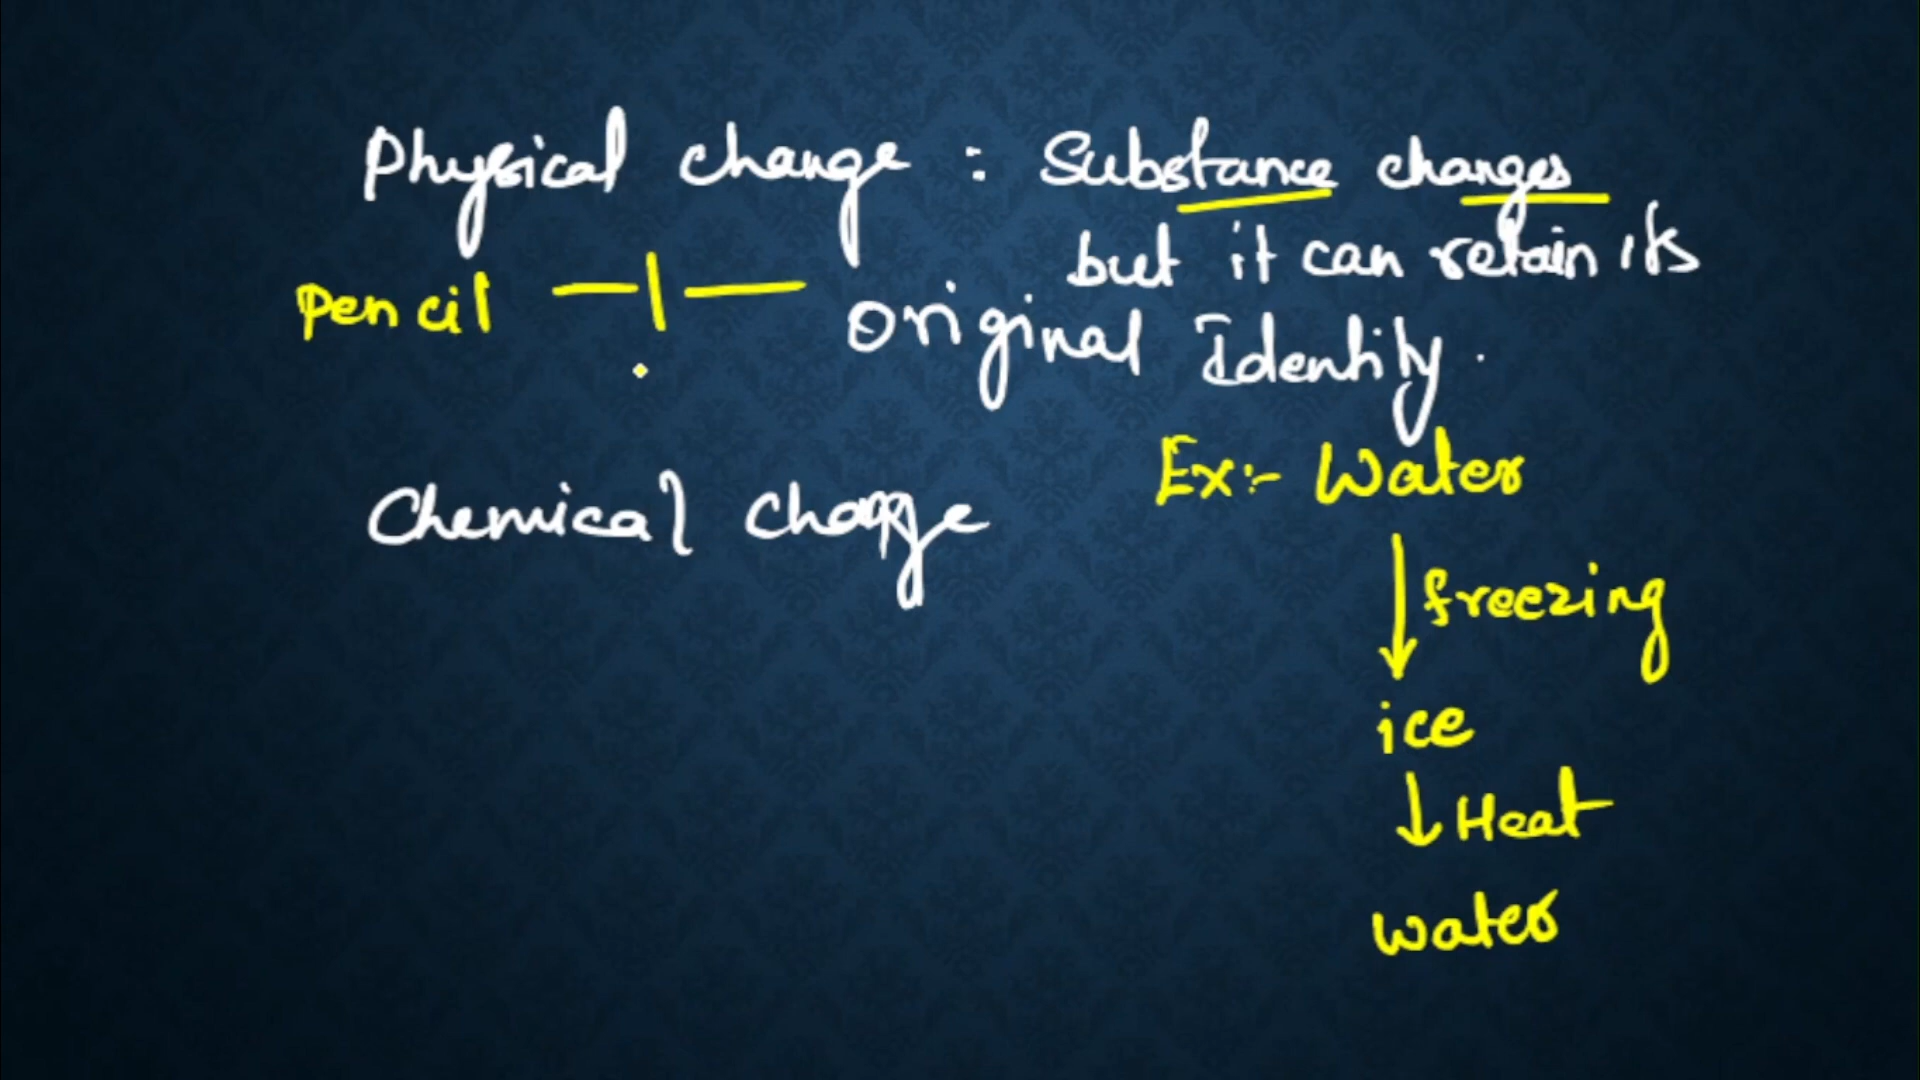 Physical change : Substance changes
but it can retain its
Original Identity.
Pencil
Ex:- Water
Chemical change
freezing
ice
Heat
water